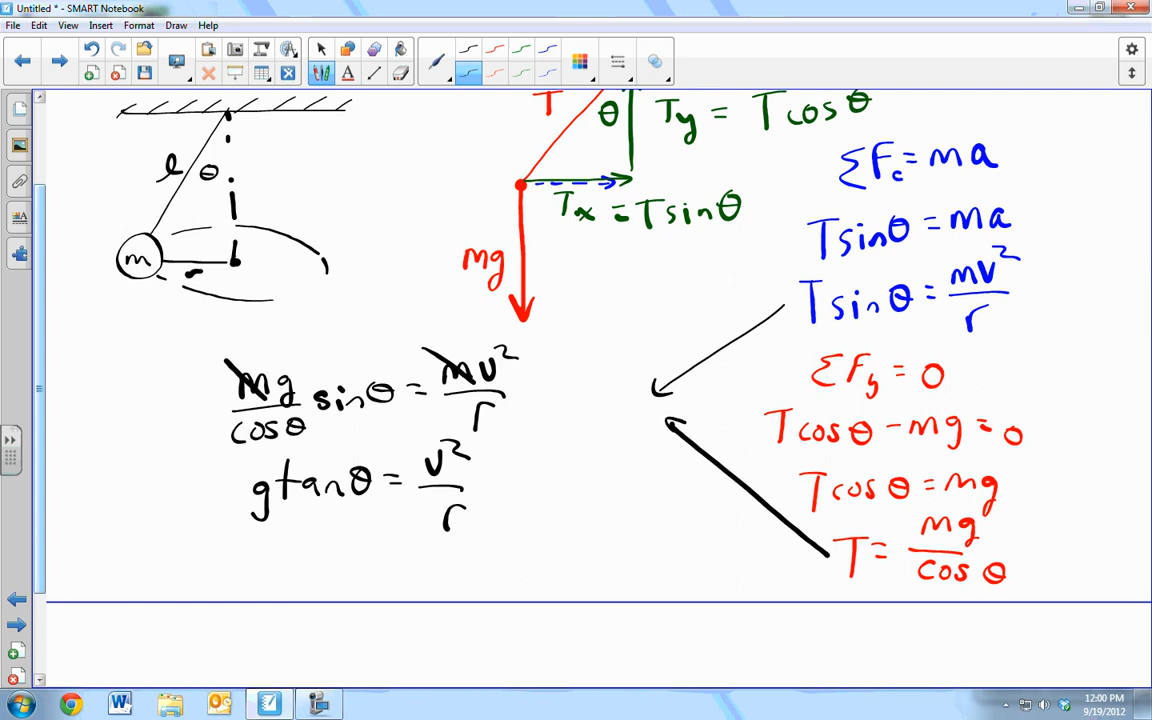 Untitled * - SMART Notebook
File Edit View Insert Format Draw Help
l θ
m r
T θ Ty = T cos θ
Tx = T sin θ
mg
ΣFc = ma
T sin θ = ma
T sin θ = mv²/r
ΣFy = 0
T cos θ - mg = 0
T cos θ = mg
T = mg/cos θ
mg/cos θ sin θ = mv²/r
g tan θ = v²/r
12:00 PM
9/19/2012